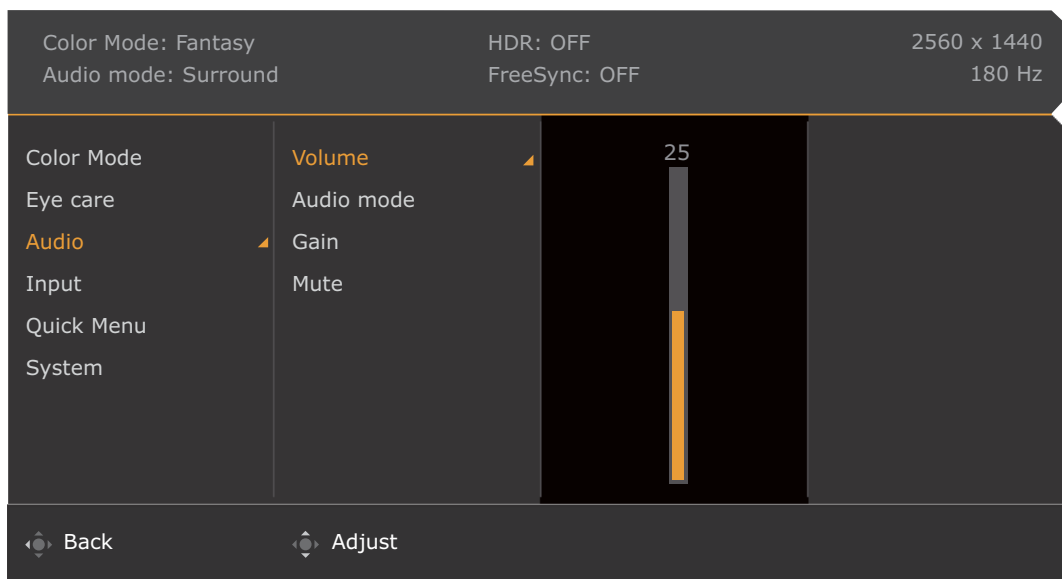 Color Mode: Fantasy
HDR: OFF
2560 x 1440
Audio mode: Surround
FreeSync: OFF
180 Hz
Color Mode
Eye care
Audio
Input
Quick Menu
System
Volume
Audio mode
Gain
Mute
25
Back
Adjust